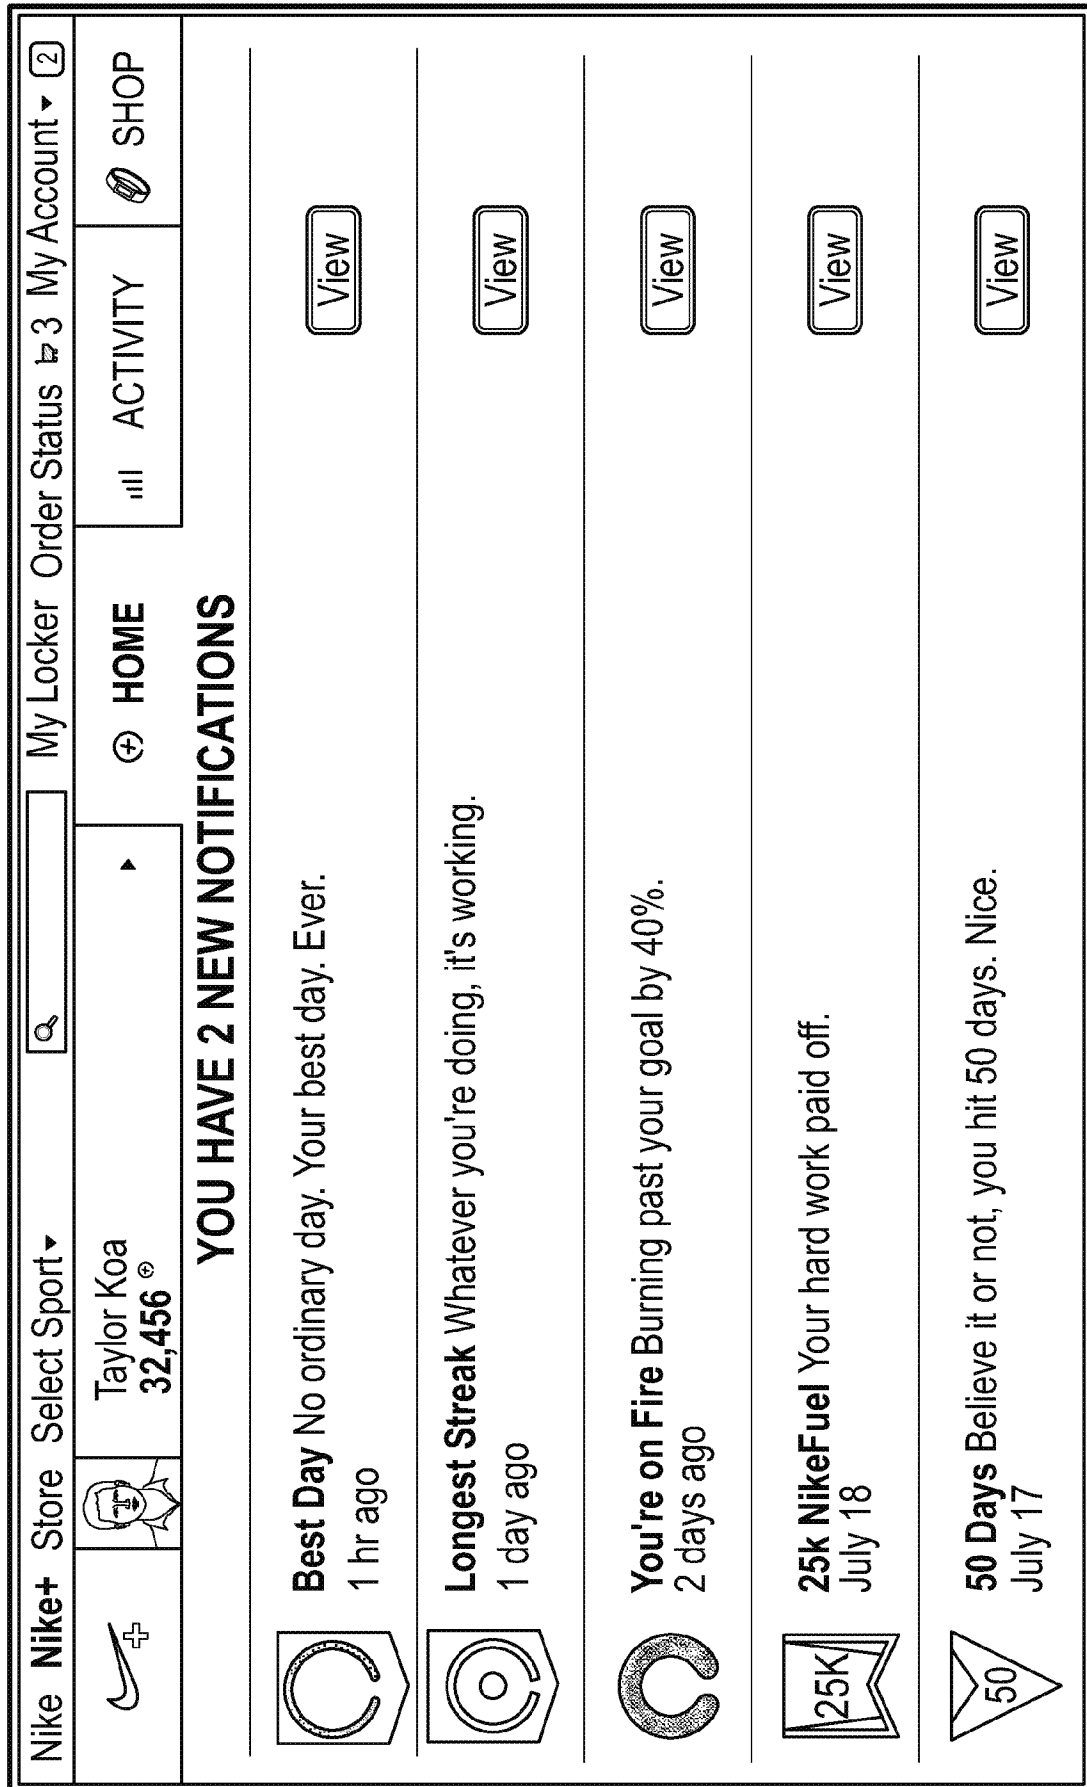 Nike Nike+ Store Select Sport My Locker Order Status 3 My Account 2
Taylor Koa
32,456
HOME
ACTIVITY
SHOP
YOU HAVE 2 NEW NOTIFICATIONS
Best Day No ordinary day. Your best day. Ever.
1 hr ago
View
Longest Streak Whatever you're doing, it's working.
1 day ago
View
You're on Fire Burning past your goal by 40%.
2 days ago
View
25K
25k NikeFuel Your hard work paid off.
July 18
View
50
50 Days Believe it or not, you hit 50 days. Nice.
July 17
View